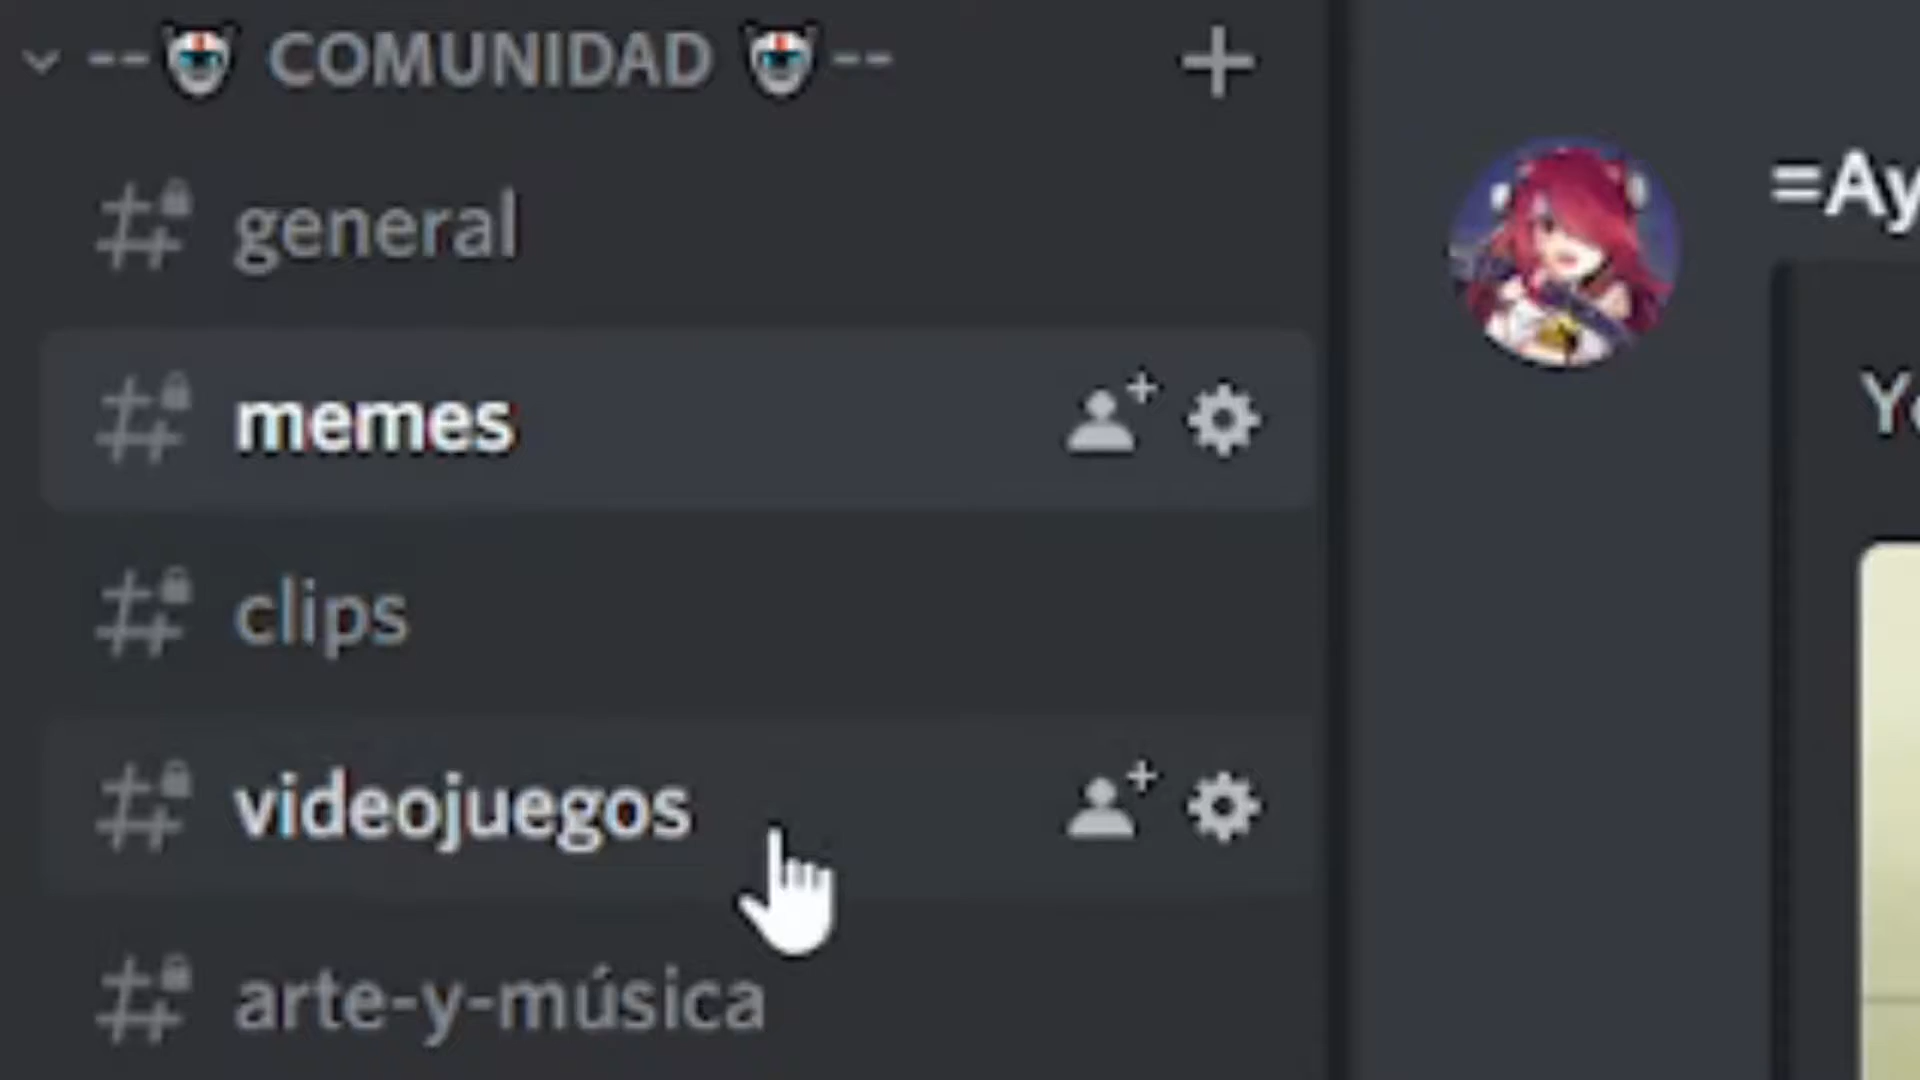 -- COMUNIDAD --
general
memes
clips
videojuegos
arte-y-música
=Ay